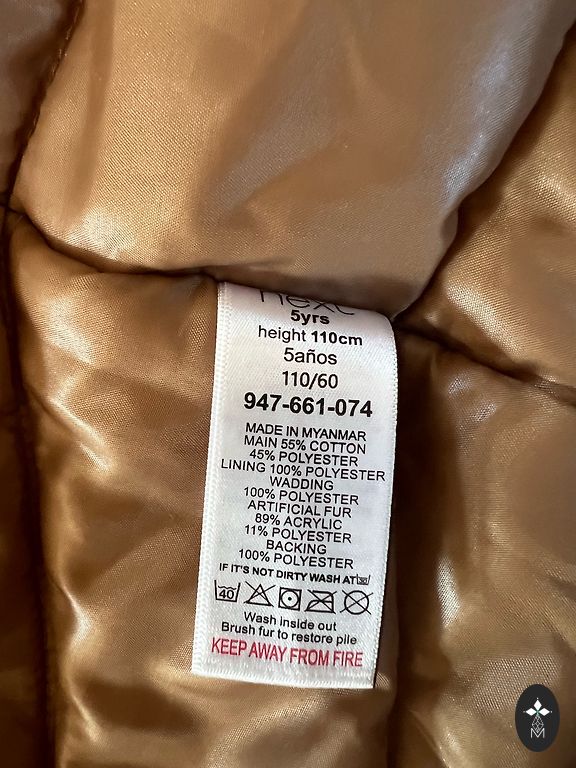 next
5yrs
height 110cm
5años
110/60
947-661-074
MADE IN MYANMAR
MAIN 55% COTTON
45% POLYESTER
LINING 100% POLYESTER
WADDING
100% POLYESTER
ARTIFICIAL FUR
89% ACRYLIC
11% POLYESTER
BACKING
100% POLYESTER
IF IT'S NOT DIRTY WASH AT
40
Wash inside out
Brush fur to restore pile
KEEP AWAY FROM FIRE
M